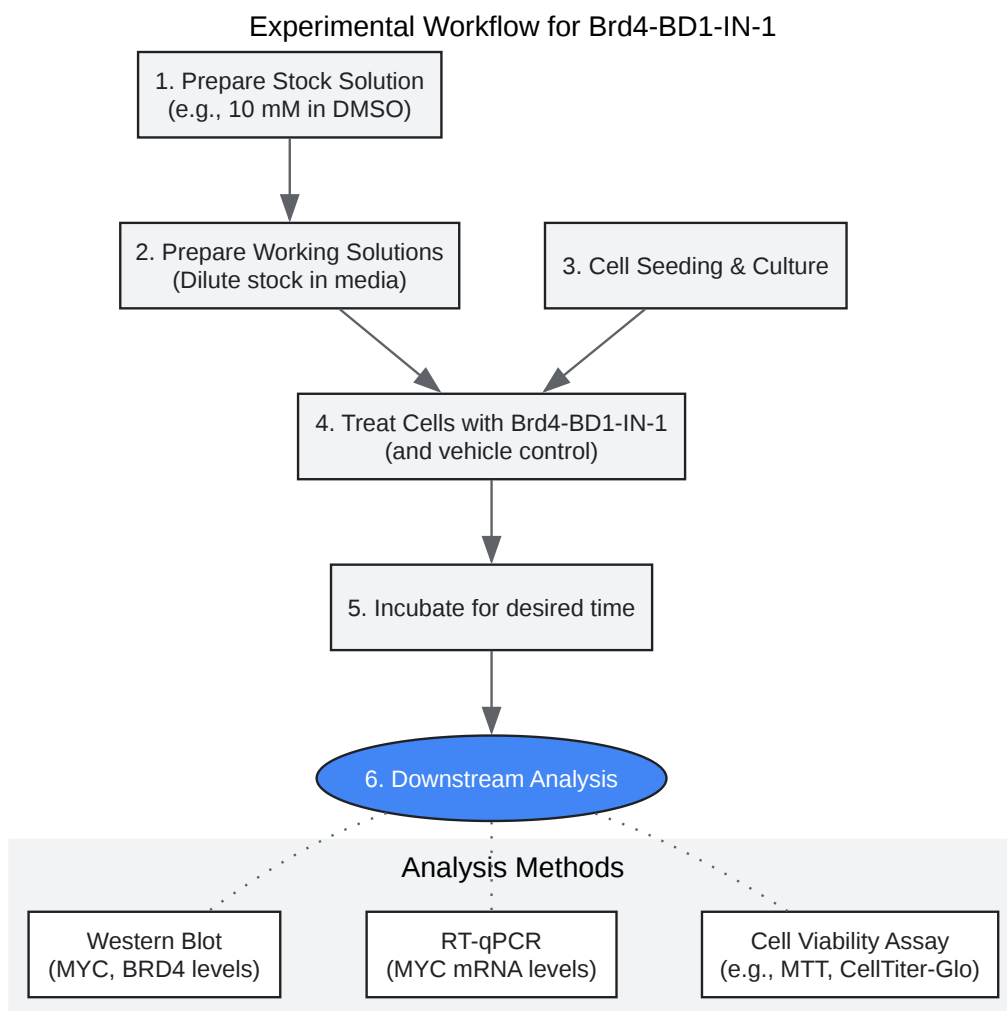 Experimental Workflow for Brd4-BD1-IN-1
1. Prepare Stock Solution
(e.g., 10 mM in DMSO)
2. Prepare Working Solutions
(Dilute stock in media)
3. Cell Seeding & Culture
4. Treat Cells with Brd4-BD1-IN-1
(and vehicle control)
5. Incubate for desired time
6. Downstream Analysis
Analysis Methods
Western Blot
(MYC, BRD4 levels)
RT-qPCR
(MYC mRNA levels)
Cell Viability Assay
(e.g., MTT, CellTiter-Glo)